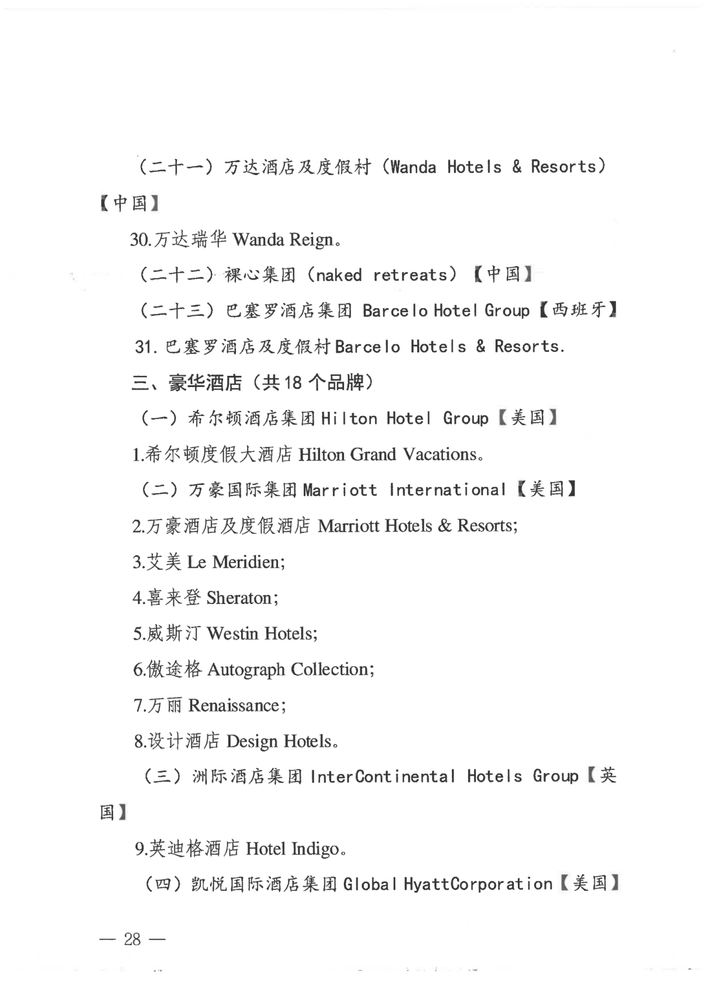 （二十一）万达酒店及度假村（Wanda Hotels & Resorts）
【中国】
30.万达瑞华 Wanda Reign。
（二十二）裸心集团（naked retreats）【中国】
（二十三）巴塞罗酒店集团 Barcelo Hotel Group【西班牙】
31. 巴塞罗酒店及度假村Barcelo Hotels & Resorts.
三、豪华酒店（共18 个品牌）
（一）希尔顿酒店集团Hilton Hotel Group【美国】
1.希尔顿度假大酒店 Hilton Grand Vacations。
（二）万豪国际集团Marriott International【美国】
2.万豪酒店及度假酒店 Marriott Hotels & Resorts;
3.艾美 Le Meridien;
4.喜来登 Sheraton;
5.威斯汀 Westin Hotels;
6.傲途格 Autograph Collection;
7.万丽 Renaissance;
8.设计酒店 Design Hotels。
（三）洲际酒店集团 InterContinental Hotels Group【英
国】
9.英迪格酒店 Hotel Indigo。
（四）凯悦国际酒店集团 Global HyattCorporation【美国】
— 28 —